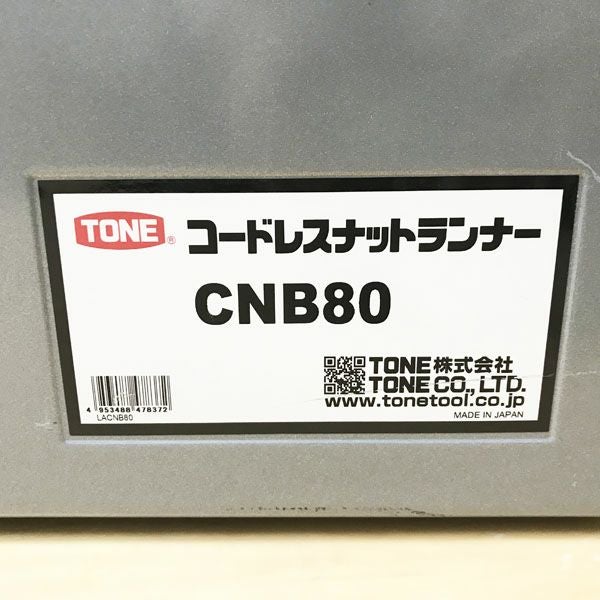 TONE® コードレスナットランナー
CNB80
TONE株式会社
TONE CO., LTD.
www.tonetool.co.jp
MADE IN JAPAN
4 953488 478372
LACNB80